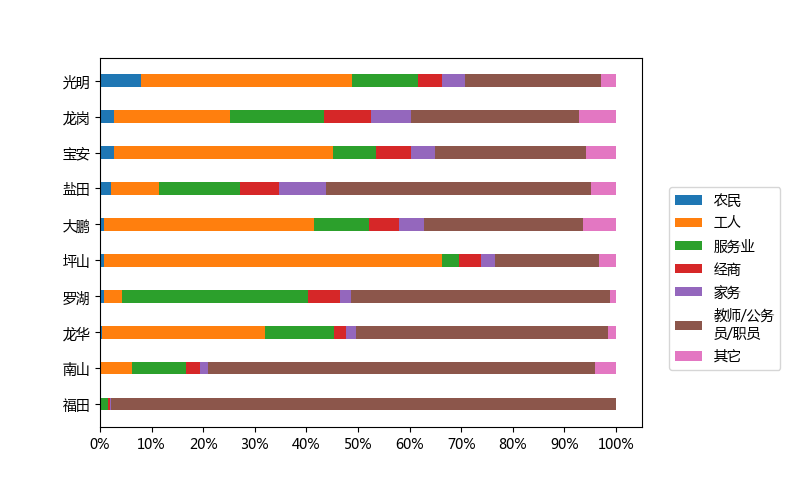 光明
龙岗
宝安
盐田
大鹏
坪山
罗湖
龙华
南山
福田
0% 10% 20% 30% 40% 50% 60% 70% 80% 90% 100%
农民
工人
服务业
经商
家务
教师/公务
员/职员
其它